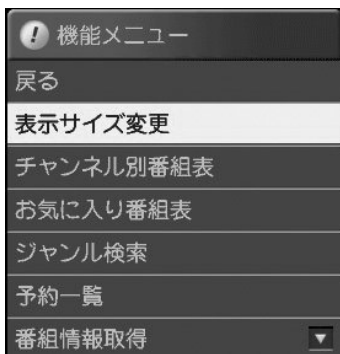 機能メニュー
戻る
表示サイズ変更
チャンネル別番組表
お気に入り番組表
ジャンル検索
予約一覧
番組情報取得